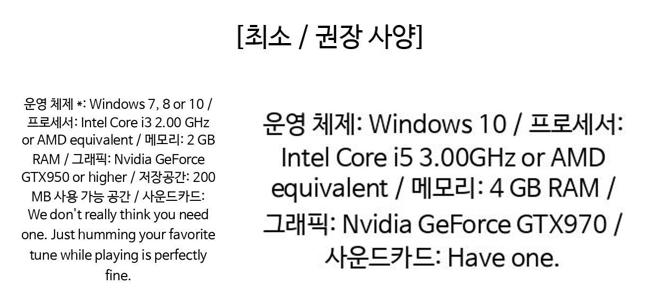 [최소 / 권장 사양]
운영 체제 *: Windows 7, 8 or 10 /
프로세서: Intel Core i3 2.00 GHz
or AMD equivalent / 메모리: 2 GB
RAM / 그래픽: Nvidia GeForce
GTX950 or higher / 저장공간: 200
MB 사용 가능 공간 / 사운드카드:
We don't really think you need
one. Just humming your favorite
tune while playing is perfectly
fine.
운영 체제: Windows 10 / 프로세서:
Intel Core i5 3.00GHz or AMD
equivalent / 메모리: 4 GB RAM /
그래픽: Nvidia GeForce GTX970 /
사운드카드: Have one.